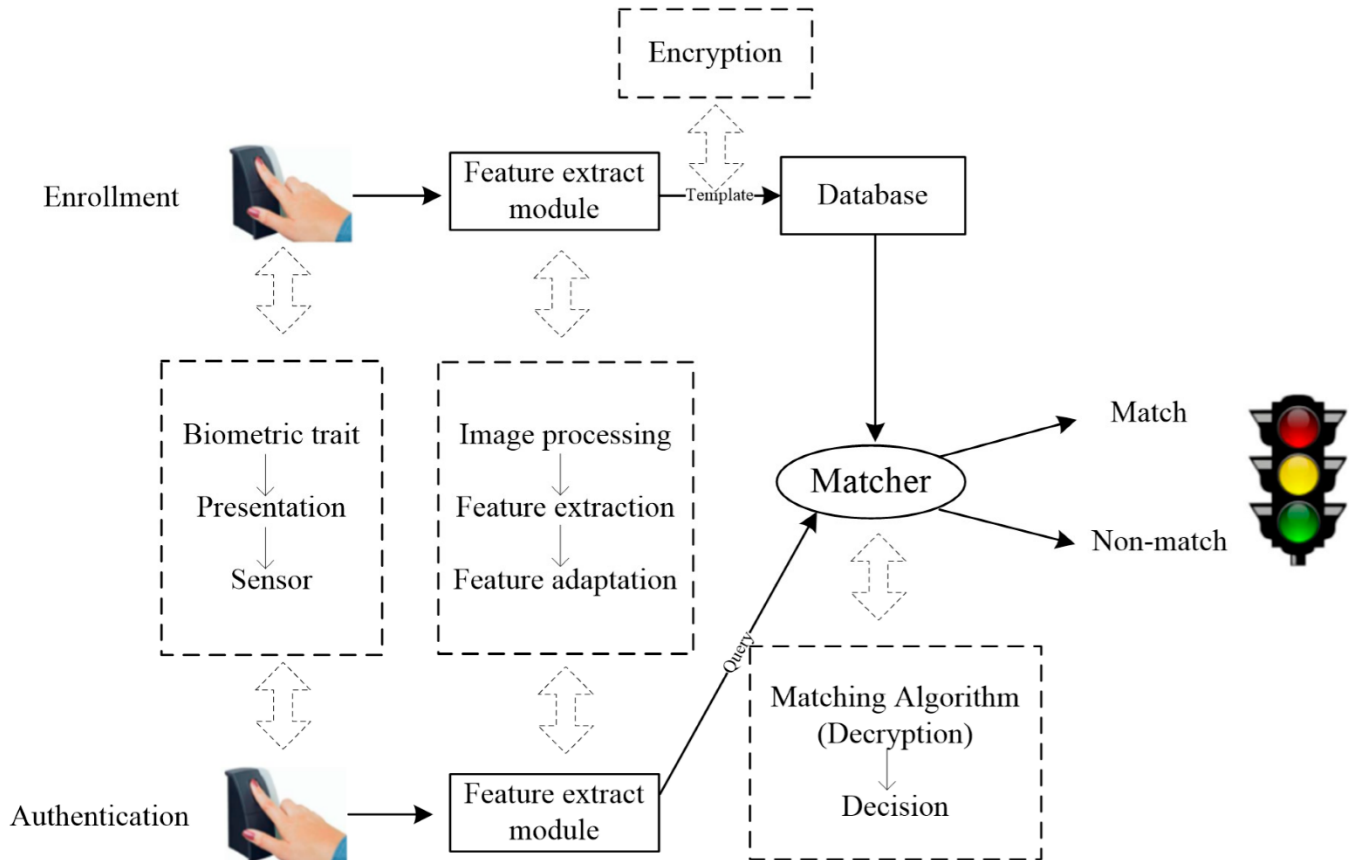 Encryption
Enrollment
Feature extract
module
Template
Database
Biometric trait
Presentation
Sensor
Image processing
Feature extraction
Feature adaptation
Matcher
Match
Non-match
Query
Matching Algorithm
(Decryption)
Decision
Authentication
Feature extract
module